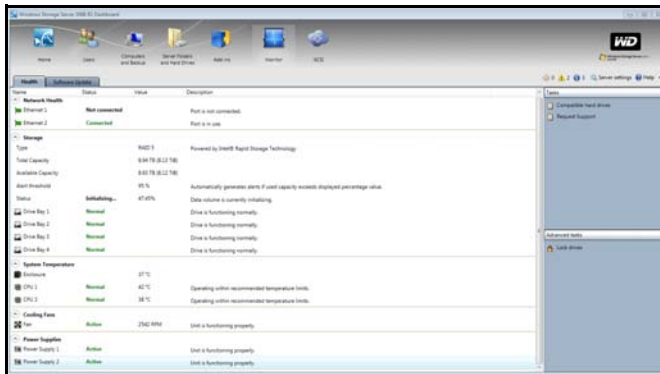 Windows Storage Server 2008 R2 Dashboard
Home
Users
Computers and Backup
Server Folders and Hard Drives
Add-ins
Monitor
iSCSI
WD
Health
Software Update
0 2 1 Server settings Help
Name Status Value Description
Network Health
Ethernet 1 Not connected Port is not connected.
Ethernet 2 Connected Port is in use.
Storage
Type RAID 5 Powered by Intel® Rapid Storage Technology
Total Capacity
Available Capacity
Alert threshold 95 % Automatically generates alerts if used capacity exceeds displayed percentage value.
Status Initializing... 47.45% Data volume is currently initializing.
Drive Bay 1 Normal Drive is functioning normally.
Drive Bay 2 Normal Drive is functioning normally.
Drive Bay 3 Normal Drive is functioning normally.
Drive Bay 4 Normal Drive is functioning normally.
System Temperature
Enclosure 37 °C
CPU 1 Normal 42 °C Operating within recommended temperature limits.
CPU 2 Normal 38 °C Operating within recommended temperature limits.
Cooling Fans
Fan Active 2542 RPM Unit is functioning properly.
Power Supplies
Power Supply 1 Active Unit is functioning properly.
Power Supply 2 Active Unit is functioning properly.
Tasks
Compatible hard drives
Request Support
Advanced tasks
Lock drives